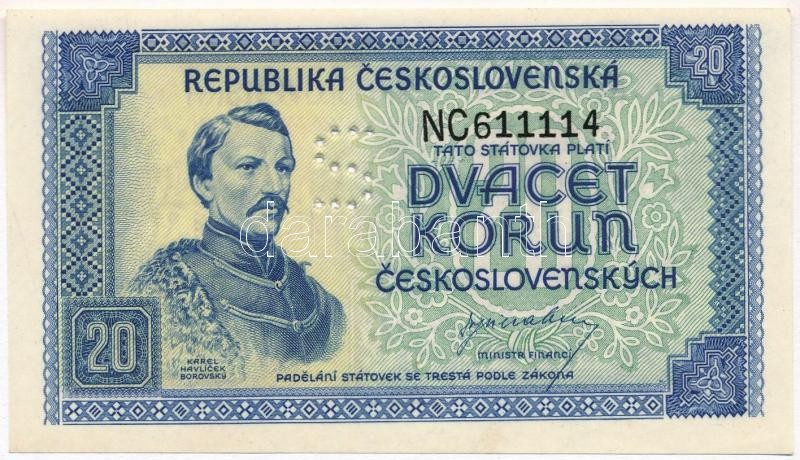 20
REPUBLIKA ČESKOSLOVENSKÁ
NC611114
TATO STÁTOVKA PLATÍ
DVACET
KORUN
ČESKOSLOVENSKÝCH
MINISTR FINANCÍ
20
KAREL
HAVLÍČEK
BOROVSKÝ
PADĚLÁNÍ STÁTOVEK SE TRESTÁ PODLE ZÁKONA
S